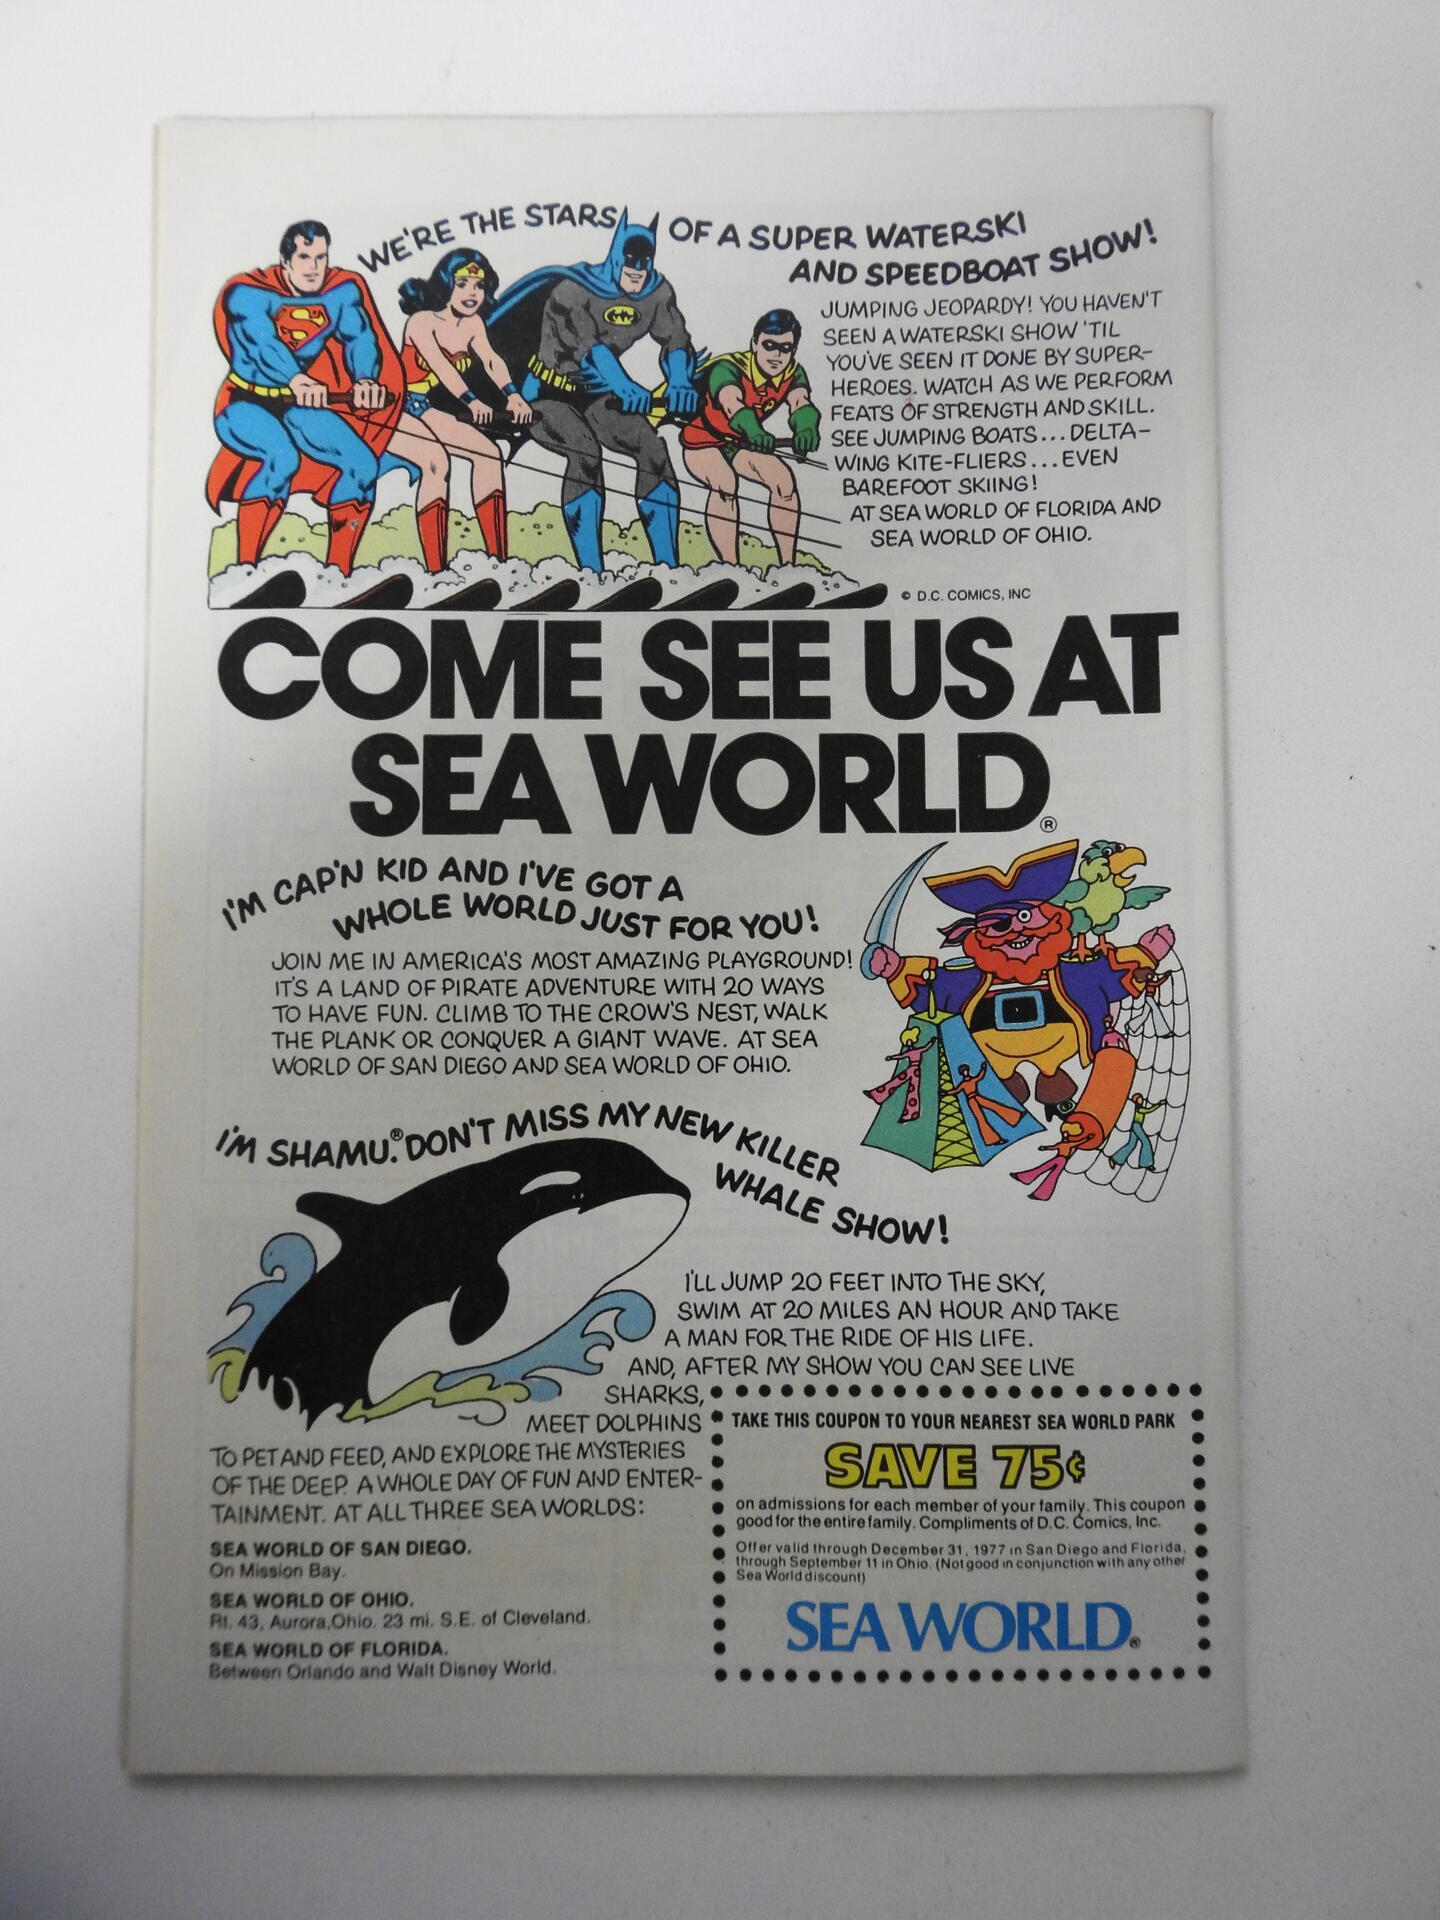 WE'RE THE STARS OF A SUPER WATERSKI
AND SPEEDBOAT SHOW!
JUMPING JEOPARDY! YOU HAVEN'T
SEEN A WATERSKI SHOW 'TIL
YOU'VE SEEN IT DONE BY SUPER-
HEROES. WATCH AS WE PERFORM
FEATS OF STRENGTH AND SKILL.
SEE JUMPING BOATS...DELTA-
WING KITE-FLIERS...EVEN
BAREFOOT SKIING!
AT SEA WORLD OF FLORIDA AND
SEA WORLD OF OHIO.
© D.C. COMICS, INC
COME SEE US AT
SEA WORLD®
I'M CAP'N KID AND I'VE GOT A
WHOLE WORLD JUST FOR YOU!
JOIN ME IN AMERICA'S MOST AMAZING PLAYGROUND!
IT'S A LAND OF PIRATE ADVENTURE WITH 20 WAYS
TO HAVE FUN. CLIMB TO THE CROW'S NEST, WALK
THE PLANK OR CONQUER A GIANT WAVE. AT SEA
WORLD OF SAN DIEGO AND SEA WORLD OF OHIO.
I'M SHAMU.® DON'T MISS MY NEW KILLER
WHALE SHOW!
I'LL JUMP 20 FEET INTO THE SKY,
SWIM AT 20 MILES AN HOUR AND TAKE
A MAN FOR THE RIDE OF HIS LIFE.
AND, AFTER MY SHOW YOU CAN SEE LIVE
SHARKS,
MEET DOLPHINS
TO PET AND FEED, AND EXPLORE THE MYSTERIES
OF THE DEEP. A WHOLE DAY OF FUN AND ENTER-
TAINMENT. AT ALL THREE SEA WORLDS:
SEA WORLD OF SAN DIEGO.
On Mission Bay.
SEA WORLD OF OHIO.
Rt. 43, Aurora, Ohio. 23 mi. S.E. of Cleveland.
SEA WORLD OF FLORIDA.
Between Orlando and Walt Disney World.
TAKE THIS COUPON TO YOUR NEAREST SEA WORLD PARK
SAVE 75¢
on admissions for each member of your family. This coupon
good for the entire family. Compliments of D.C. Comics, Inc.
Offer valid through December 31, 1977 in San Diego and Florida,
through September 11 in Ohio. (Not good in conjunction with any other
Sea World discount)
SEA WORLD®